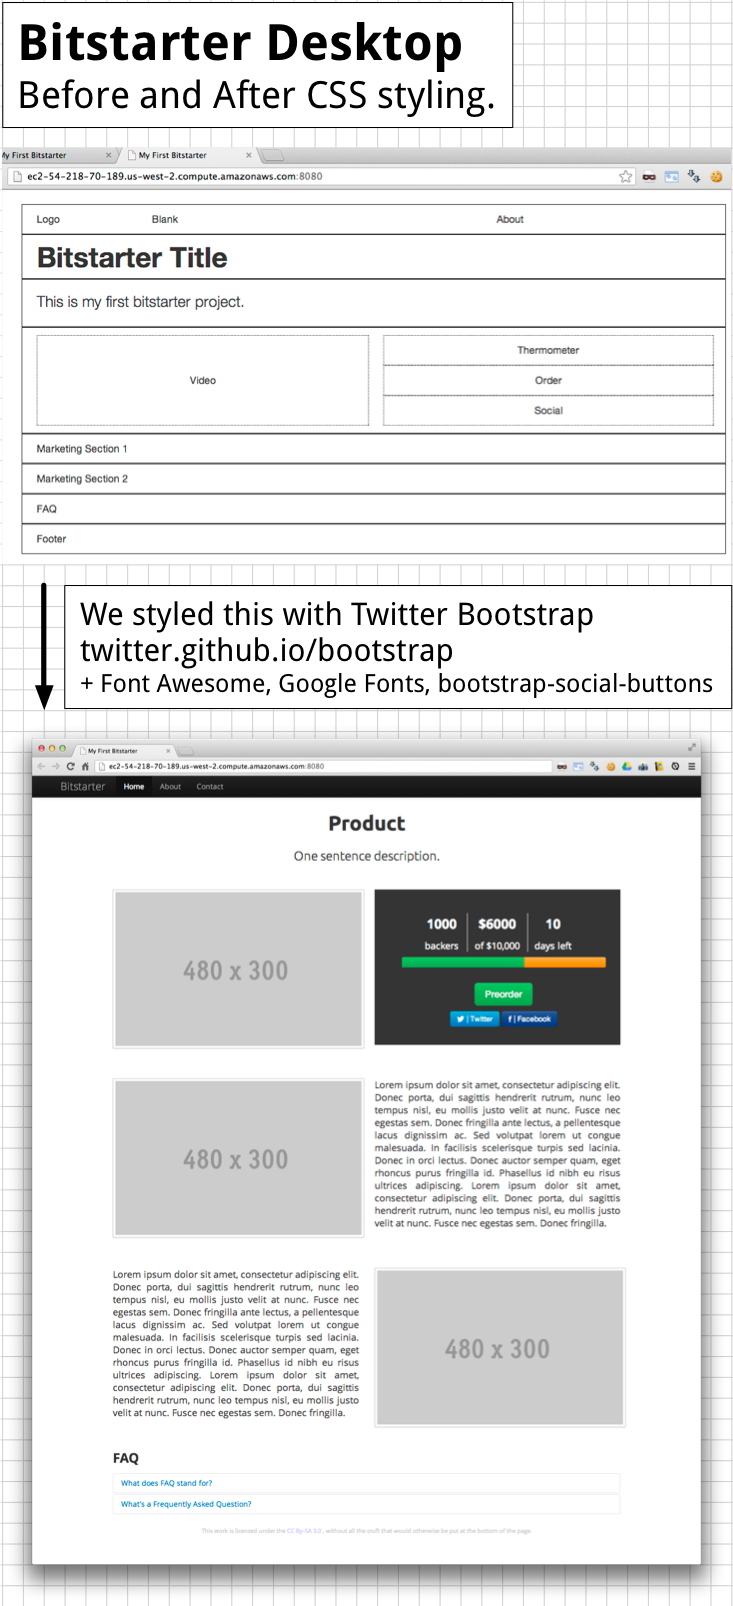 Bitstarter Desktop
Before and After CSS styling.
My First Bitstarter My First Bitstarter
ec2-54-218-70-189.us-west-2.compute.amazonaws.com:8080
Logo Blank About
Bitstarter Title
This is my first bitstarter project.
Video
Thermometer
Order
Social
Marketing Section 1
Marketing Section 2
FAQ
Footer
We styled this with Twitter Bootstrap
twitter.github.io/bootstrap
+ Font Awesome, Google Fonts, bootstrap-social-buttons
My First Bitstarter
ec2-54-218-70-189.us-west-2.compute.amazonaws.com:8080
Bitstarter Home About Contact
Product
One sentence description.
480 x 300
1000 $6000 10
backers of $10,000 days left
Preorder
| Twitter f | Facebook
480 x 300
Lorem ipsum dolor sit amet, consectetur adipiscing elit.
Donec porta, dui sagittis hendrerit rutrum, nunc leo
tempus nisl, eu mollis justo velit at nunc. Fusce nec
egestas sem. Donec fringilla ante lectus, a pellentesque
lacus dignissim ac. Sed volutpat lorem ut congue
malesuada. In facilisis scelerisque turpis sed lacinia.
Donec in orci lectus. Donec auctor semper quam, eget
rhoncus purus fringilla id. Phasellus id nibh eu risus
ultrices adipiscing. Lorem ipsum dolor sit amet,
consectetur adipiscing elit. Donec porta, dui sagittis
hendrerit rutrum, nunc leo tempus nisl, eu mollis justo
velit at nunc. Fusce nec egestas sem. Donec fringilla.
Lorem ipsum dolor sit amet, consectetur adipiscing elit.
Donec porta, dui sagittis hendrerit rutrum, nunc leo
tempus nisl, eu mollis justo velit at nunc. Fusce nec
egestas sem. Donec fringilla ante lectus, a pellentesque
lacus dignissim ac. Sed volutpat lorem ut congue
malesuada. In facilisis scelerisque turpis sed lacinia.
Donec in orci lectus. Donec auctor semper quam, eget
rhoncus purus fringilla id. Phasellus id nibh eu risus
ultrices adipiscing. Lorem ipsum dolor sit amet,
consectetur adipiscing elit. Donec porta, dui sagittis
hendrerit rutrum, nunc leo tempus nisl, eu mollis justo
velit at nunc. Fusce nec egestas sem. Donec fringilla.
480 x 300
FAQ
What does FAQ stand for?
What's a Frequently Asked Question?
This work is licensed under the CC By-SA 3.0 , without all the cruft that would otherwise be put at the bottom of the page.